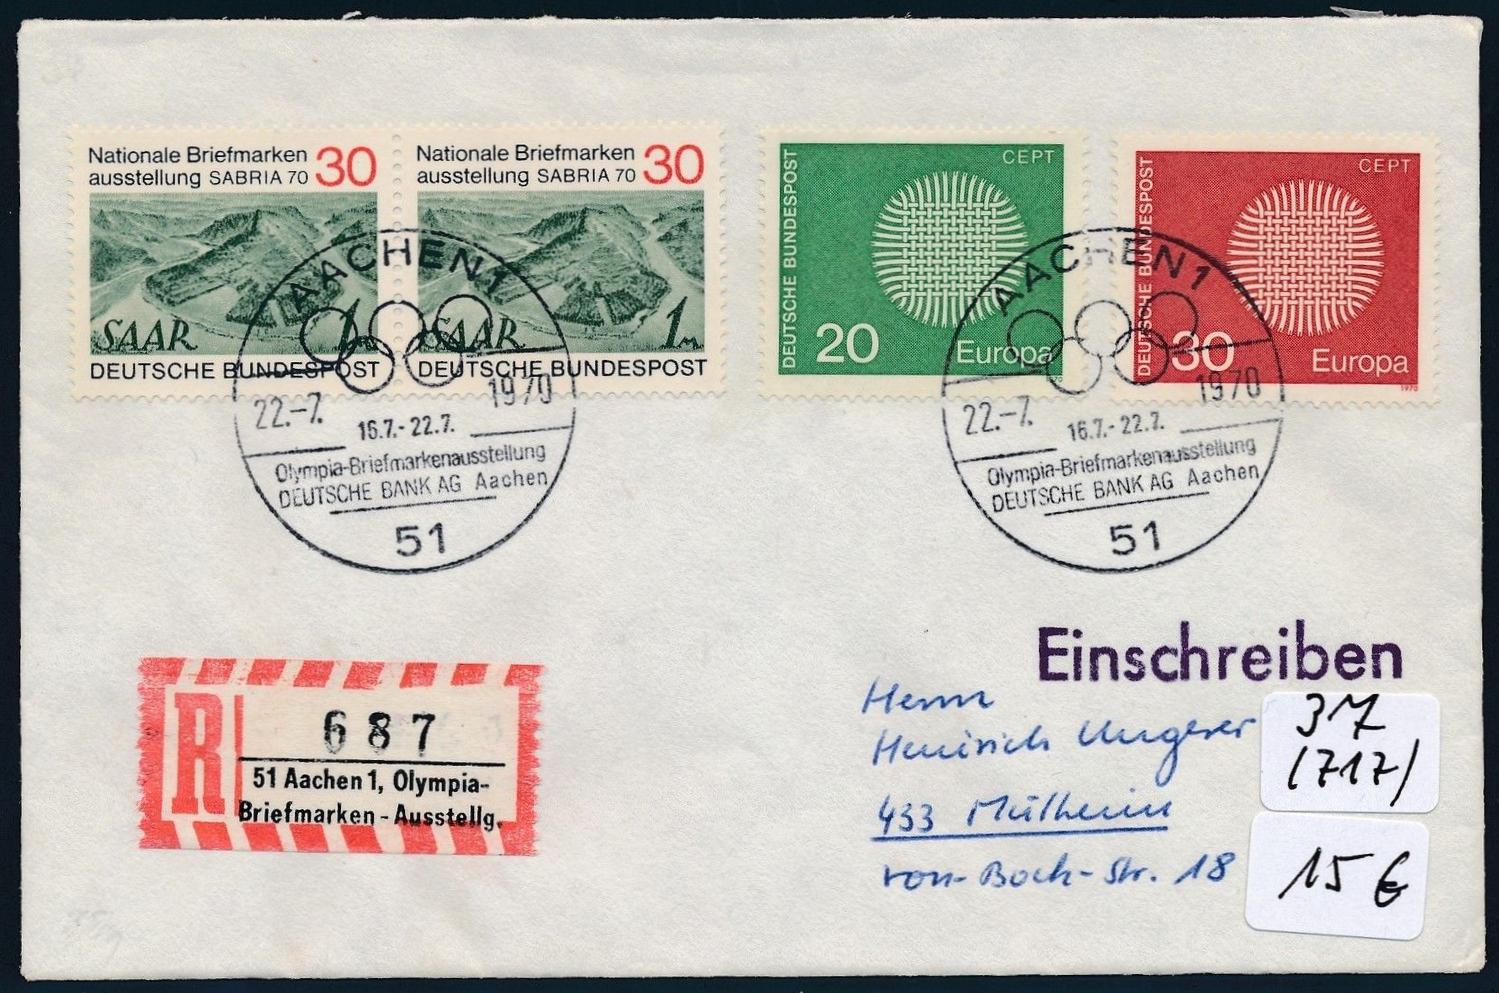 Nationale Briefmarken 30
ausstellung SABRIA 70
SAAR 1M
DEUTSCHE BUNDESPOST
Nationale Briefmarken 30
ausstellung SABRIA 70
SAAR 1M
DEUTSCHE BUNDESPOST
CEPT
DEUTSCHE BUNDESPOST
20 Europa
CEPT
DEUTSCHE BUNDESPOST
30 Europa
1970
AACHEN 1
22.-7. 1970
16.7.-22.7.
Olympia-Briefmarkenausstellung
DEUTSCHE BANK AG Aachen
51
AACHEN 1
22.-7. 1970
16.7.-22.7.
Olympia-Briefmarkenausstellung
DEUTSCHE BANK AG Aachen
51
Einschreiben
R
687
51 Aachen 1, Olympia-
Briefmarken-Ausstellg.
Herrn
Heinrich Ungerer
433 Mülheim
von-Bock-Str. 18
37
(717)
15 €